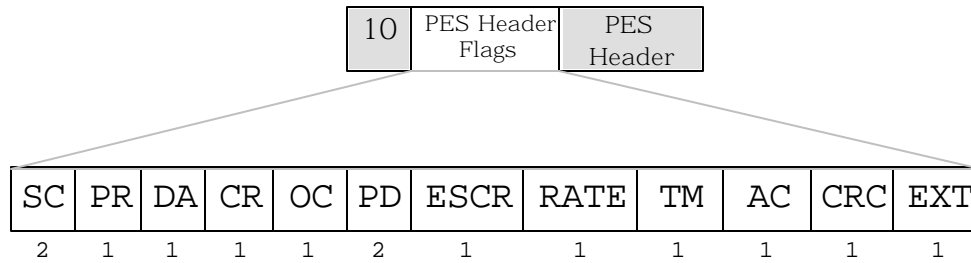 10 PES Header Flags PES Header
SC PR DA CR OC PD ESCR RATE TM AC CRC EXT
2 1 1 1 1 2 1 1 1 1 1 1